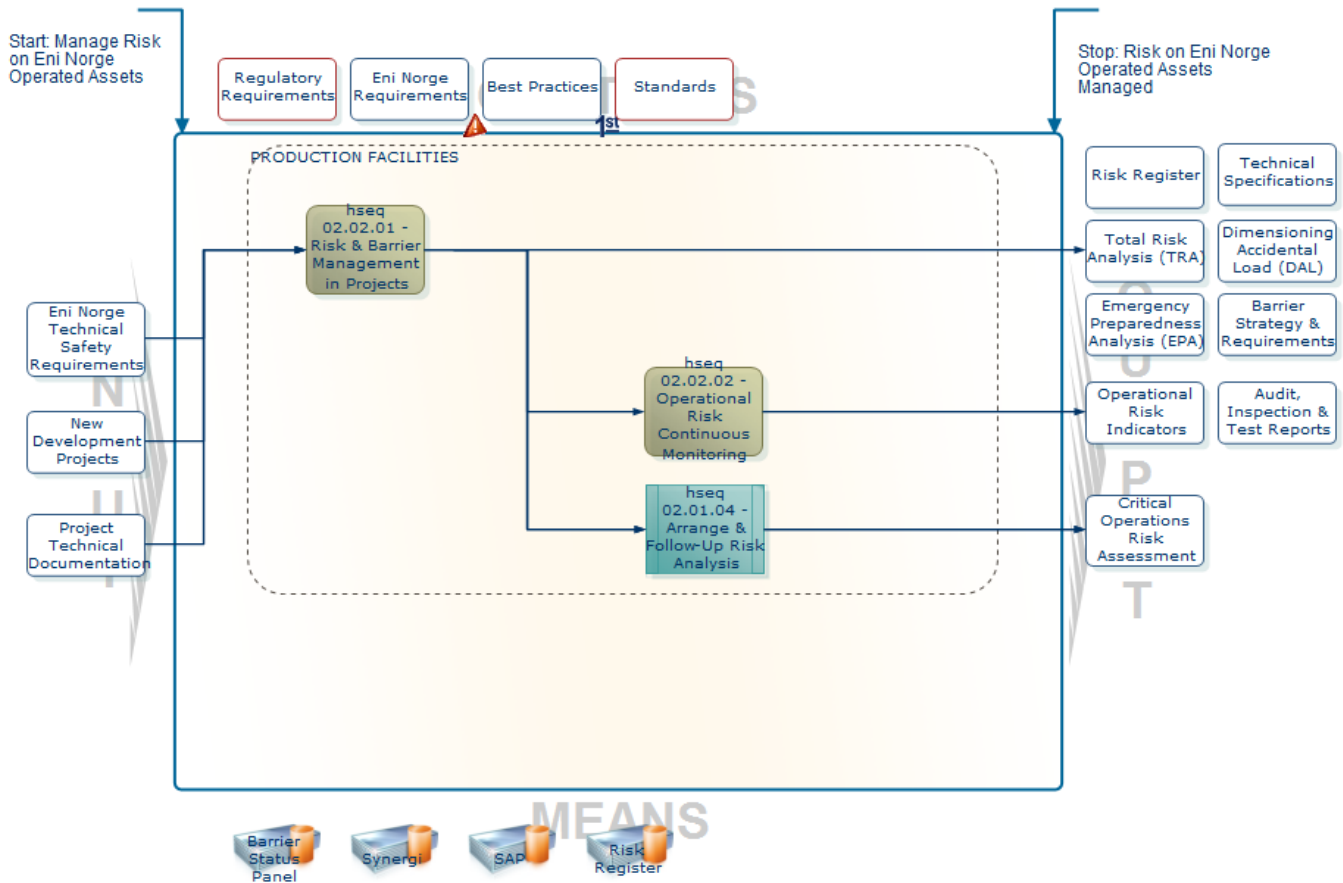 Start: Manage Risk
on Eni Norge
Operated Assets
Stop: Risk on Eni Norge
Operated Assets
Managed
Regulatory
Requirements
Eni Norge
Requirements
Best Practices
Standards
1st
PRODUCTION FACILITIES
hseq
02.02.01 -
Risk & Barrier
Management
in Projects
Eni Norge
Technical
Safety
Requirements
New
Development
Projects
Project
Technical
Documentation
hseq
02.02.02 -
Operational
Risk
Continuous
Monitoring
hseq
02.01.04 -
Arrange &
Follow-Up Risk
Analysis
Risk Register
Technical
Specifications
Total Risk
Analysis (TRA)
Dimensioning
Accidental
Load (DAL)
Emergency
Preparedness
Analysis (EPA)
Barrier
Strategy &
Requirements
Operational
Risk
Indicators
Audit,
Inspection &
Test Reports
Critical
Operations
Risk
Assessment
MEANS
Barrier
Status
Panel
Synergi
SAP
Risk
Register